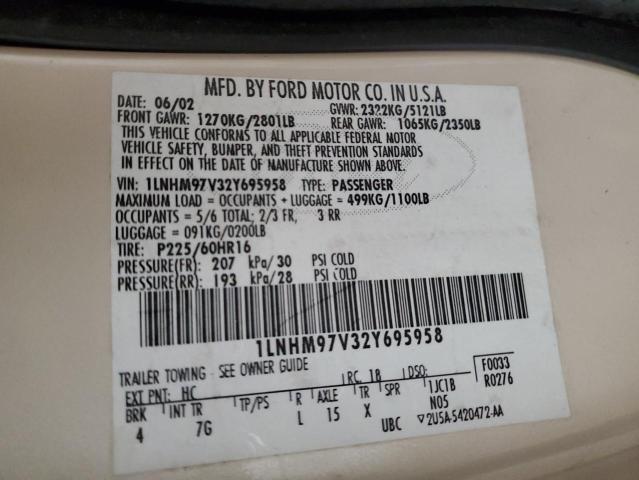 MFD. BY FORD MOTOR CO. IN U.S.A.
DATE: 06/02 GVWR: 2322KG/5121LB
FRONT GAWR: 1270KG/2801LB REAR GAWR: 1065KG/2350LB
THIS VEHICLE CONFORMS TO ALL APPLICABLE FEDERAL MOTOR
VEHICLE SAFETY, BUMPER, AND THEFT PREVENTION STANDARDS
IN EFFECT ON THE DATE OF MANUFACTURE SHOWN ABOVE.
VIN: 1LNHM97V32Y695958 TYPE: PASSENGER
MAXIMUM LOAD = OCCUPANTS + LUGGAGE = 499KG/1100LB
OCCUPANTS = 5/6 TOTAL; 2/3 FR, 3 RR
LUGGAGE = 091KG/0200LB
TIRE: P225/60HR16
PRESSURE(FR): 207 kPa/30 PSI COLD
PRESSURE(RR): 193 kPa/28 PSI COLD
1LNHM97V32Y695958
TRAILER TOWING - SEE OWNER GUIDE
EXT PNT: HC RC: 1B DSO: F0033
BRK INT TR TP/PS R AXLE TR SPR 1JC1B R0276
4 7G L 15 X N05
UBC ▽2U5A-5420472-AA